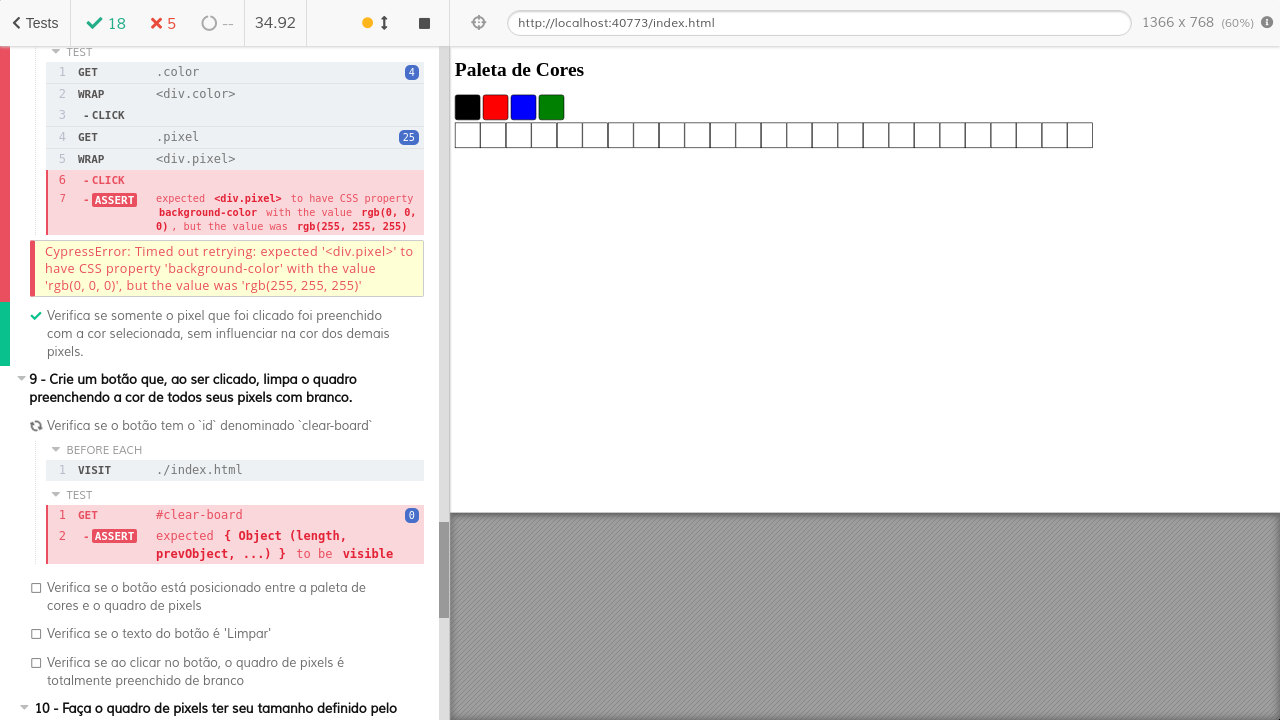 Tests 18 5 -- 34.92 http://localhost:40773/index.html 1366 x 768 (60%)
TEST
1 GET .color 4
2 WRAP <div.color>
3 - CLICK
4 GET .pixel 25
5 WRAP <div.pixel>
6 - CLICK
7 - ASSERT expected <div.pixel> to have CSS property
background-color with the value rgb(0, 0,
0) , but the value was rgb(255, 255, 255)
CypressError: Timed out retrying: expected '<div.pixel>' to
have CSS property 'background-color' with the value
'rgb(0, 0, 0)', but the value was 'rgb(255, 255, 255)'
Verifica se somente o pixel que foi clicado foi preenchido
com a cor selecionada, sem influenciar na cor dos demais
pixels.
9 - Crie um botão que, ao ser clicado, limpa o quadro
preenchendo a cor de todos seus pixels com branco.
Verifica se o botão tem o `id` denominado `clear-board`
BEFORE EACH
1 VISIT ./index.html
TEST
1 GET #clear-board 0
2 - ASSERT expected { Object (length,
prevObject, ...) } to be visible
Verifica se o botão está posicionado entre a paleta de
cores e o quadro de pixels
Verifica se o texto do botão é 'Limpar'
Verifica se ao clicar no botão, o quadro de pixels é
totalmente preenchido de branco
10 - Faça o quadro de pixels ter seu tamanho definido pelo
Paleta de Cores